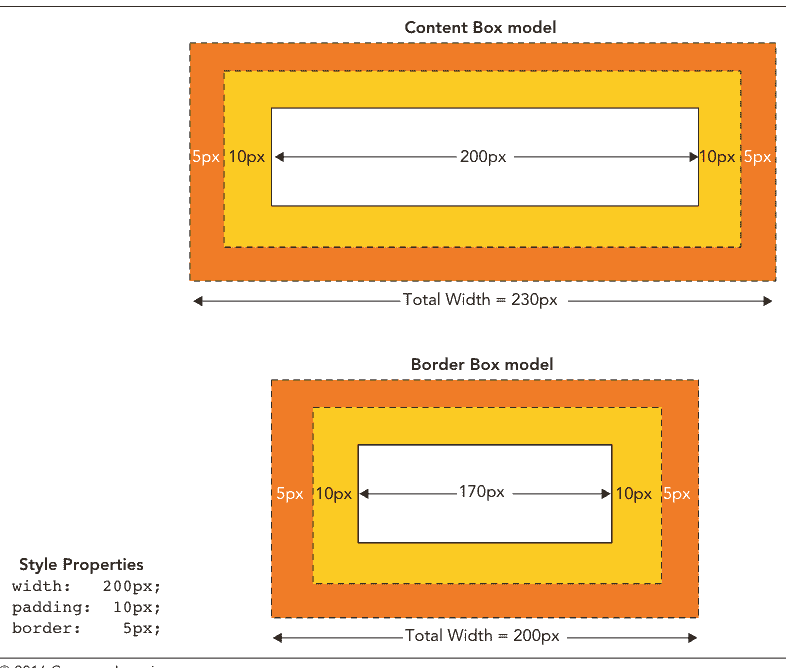 Content Box model
5px 10px 200px 10px 5px
Total Width = 230px
Border Box model
5px 10px 170px 10px 5px
Style Properties
width: 200px;
padding: 10px;
border: 5px;
Total Width = 200px